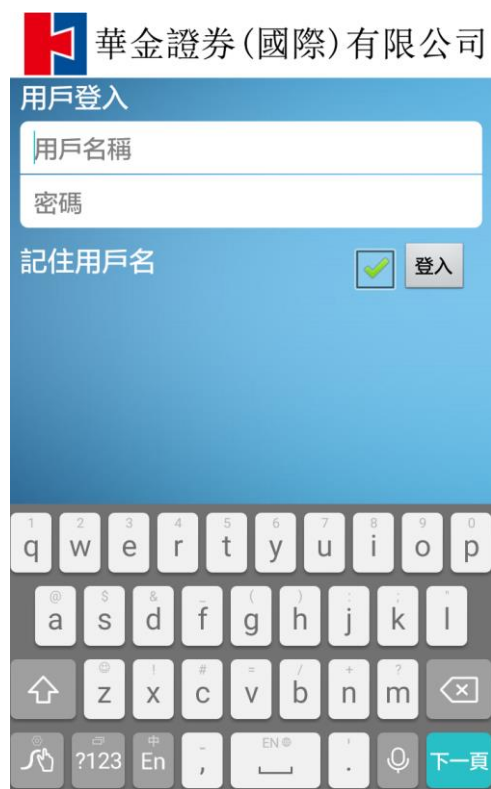 華金證券(國際)有限公司
用戶登入
用戶名稱
密碼
記住用戶名 登入
1 2 3 4 5 6 7 8 9 0
q w e r t y u i o p
@ $ & _ ( ) : ; "
a s d f g h j k l
! # = / + ?
z x c v b n m
中 - EN '
?123 En , . 下一頁